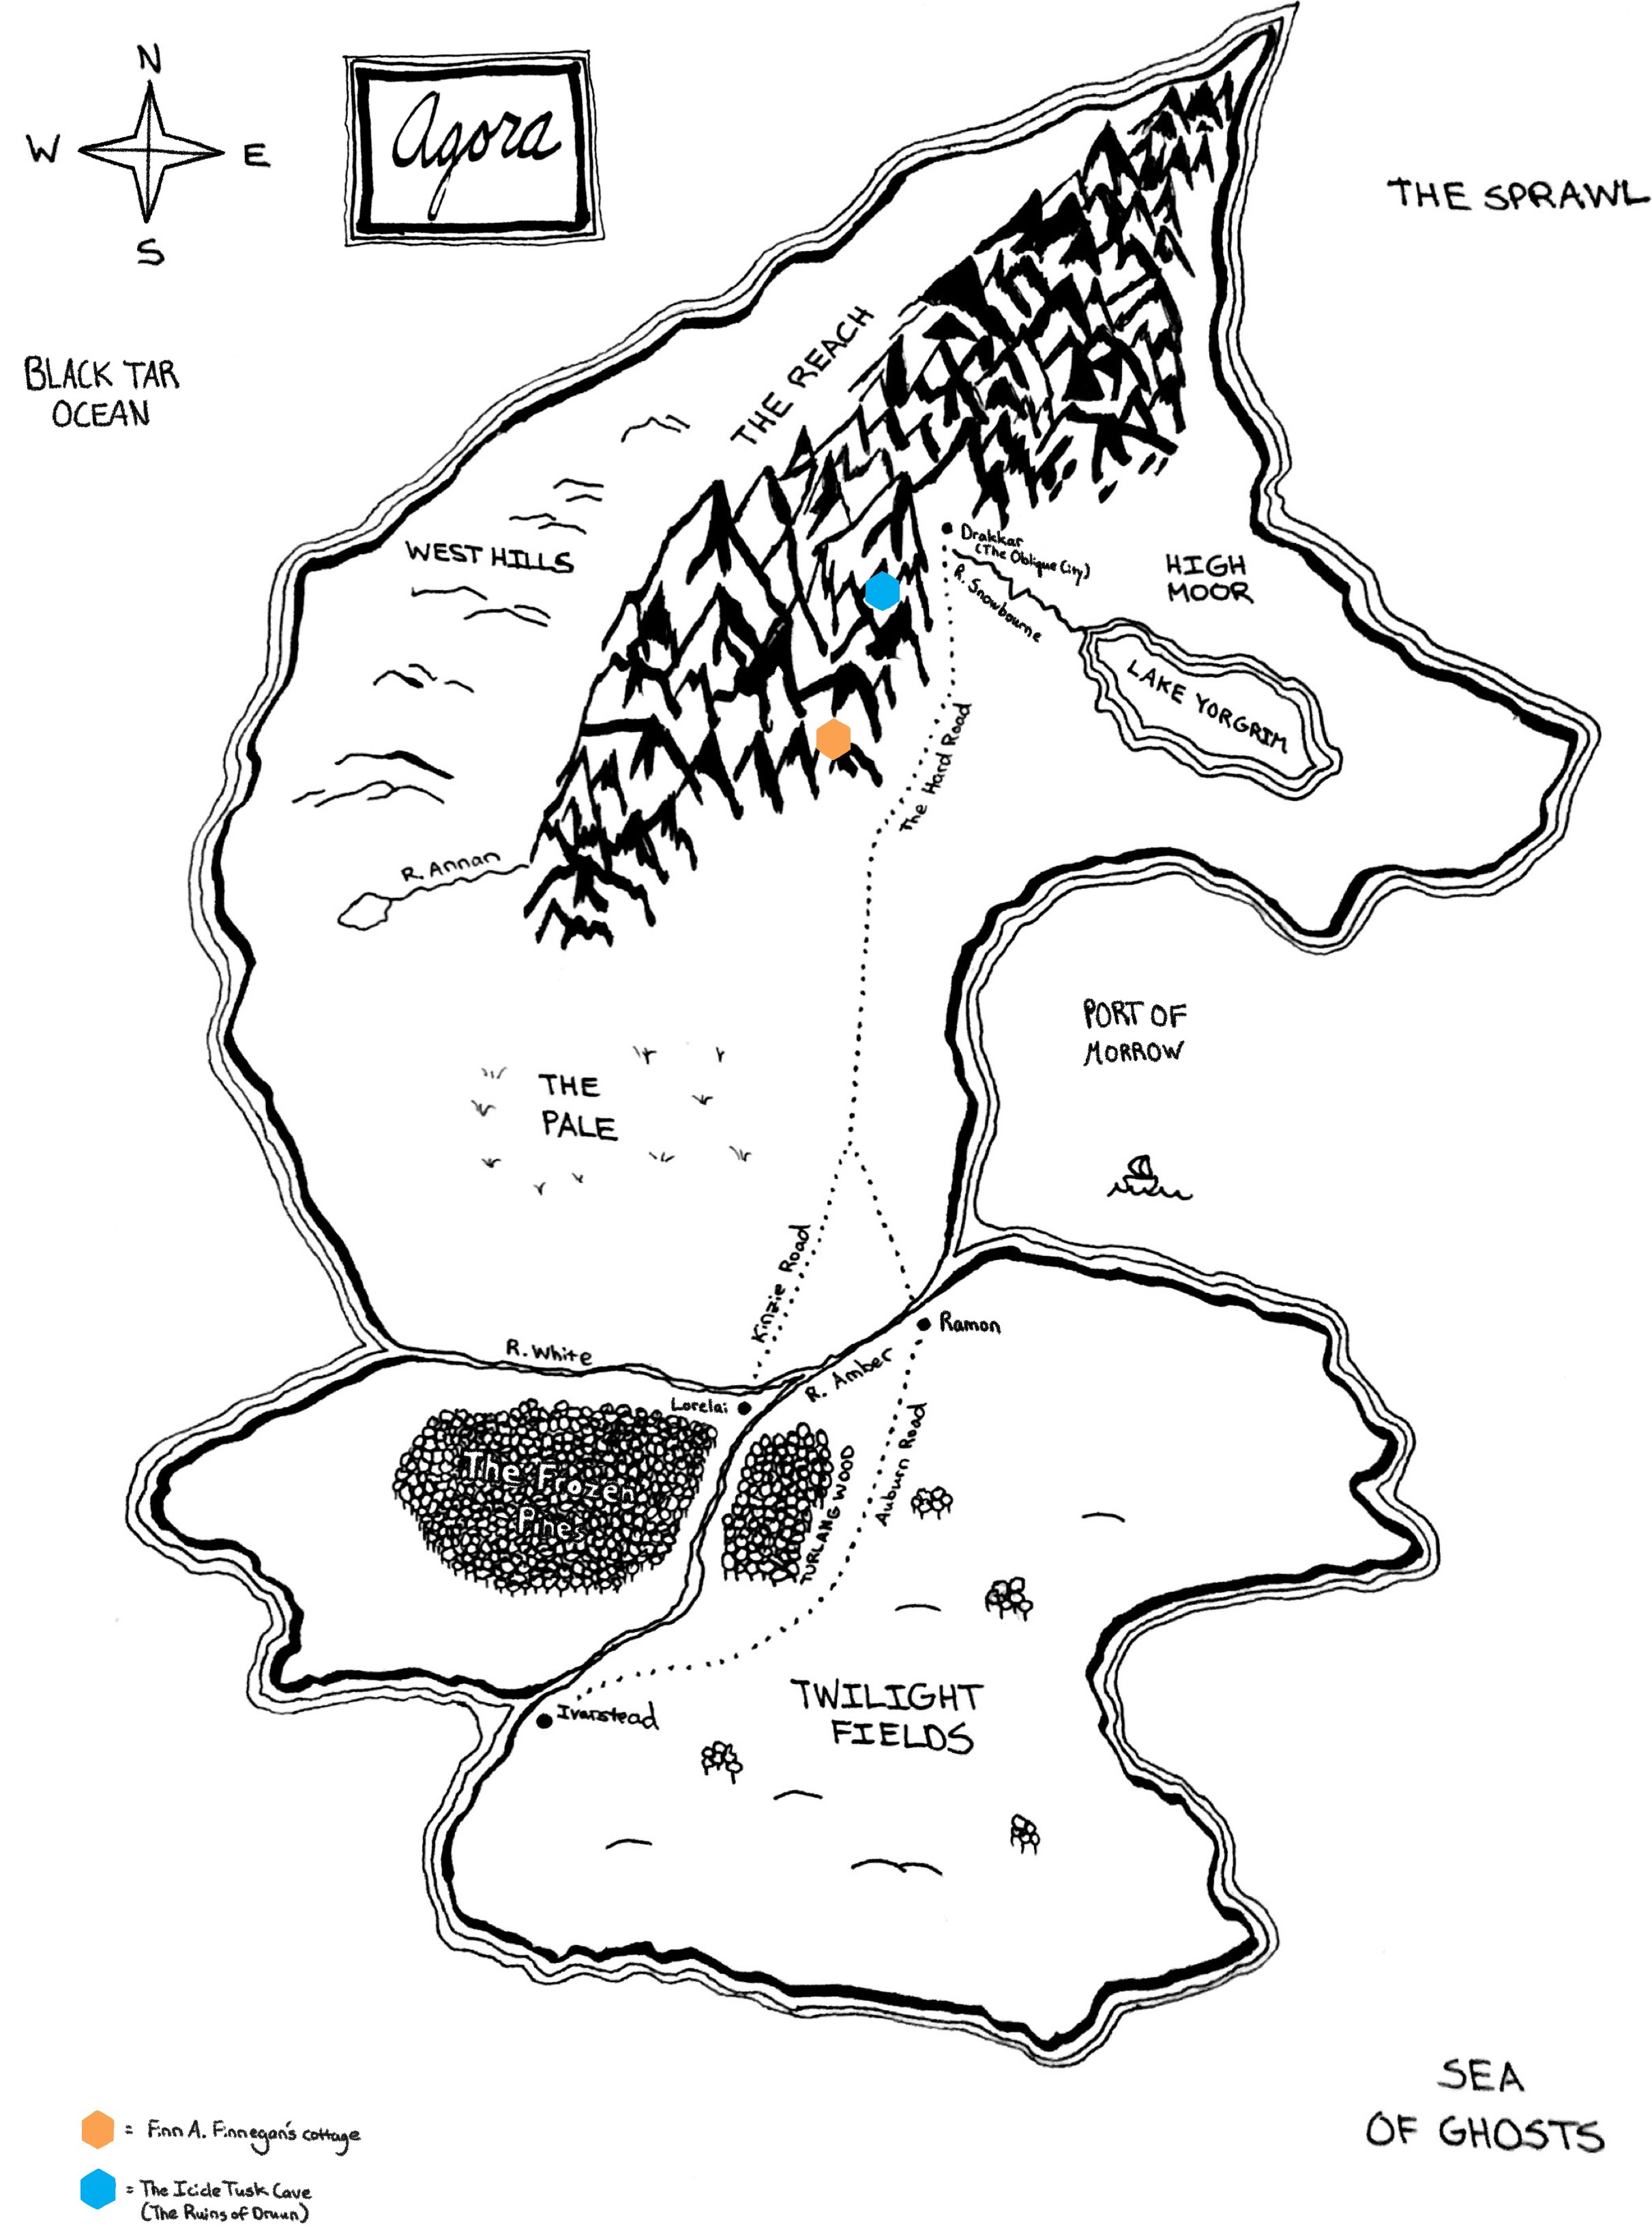 N
W
E
S
Agora
THE SPRAWL
BLACK TAR
OCEAN
THE REACH
WEST HILLS
Drakkar
(The Oblique City)
R. Snowbourne
HIGH
MOOR
LAKE YORGRIM
The Hard Road
R. Annan
PORT OF
MORROW
THE
PALE
Kinzie Road
Ramon
R. White
R. Amber
Lorelai
Auburn Road
The Frozen
Pines
TURLANG WOOD
Ivarstead
TWILIGHT
FIELDS
SEA
OF GHOSTS
= Finn A. Finnegan's cottage
= The Icicle Tusk Cave
(The Ruins of Druun)